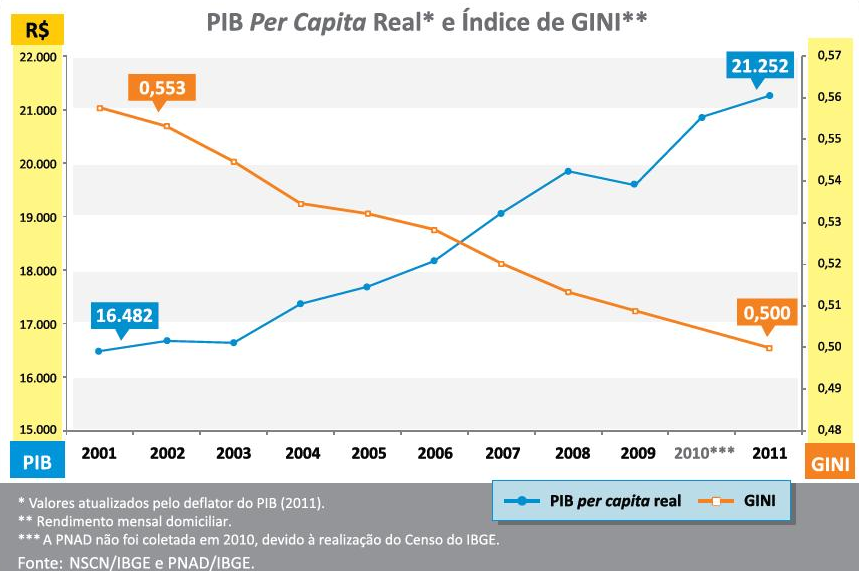 PIB Per Capita Real* e Índice de GINI**
R$
22.000
21.000
20.000
19.000
18.000
17.000
16.000
15.000
0,553
21.252
16.482
0,500
0,57
0,56
0,55
0,54
0,53
0,52
0,51
0,50
0,49
0,48
PIB
2001 2002 2003 2004 2005 2006 2007 2008 2009 2010*** 2011
GINI
PIB per capita real GINI
* Valores atualizados pelo deflator do PIB (2011).
** Rendimento mensal domiciliar.
*** A PNAD não foi coletada em 2010, devido à realização do Censo do IBGE.
Fonte: NSCN/IBGE e PNAD/IBGE.